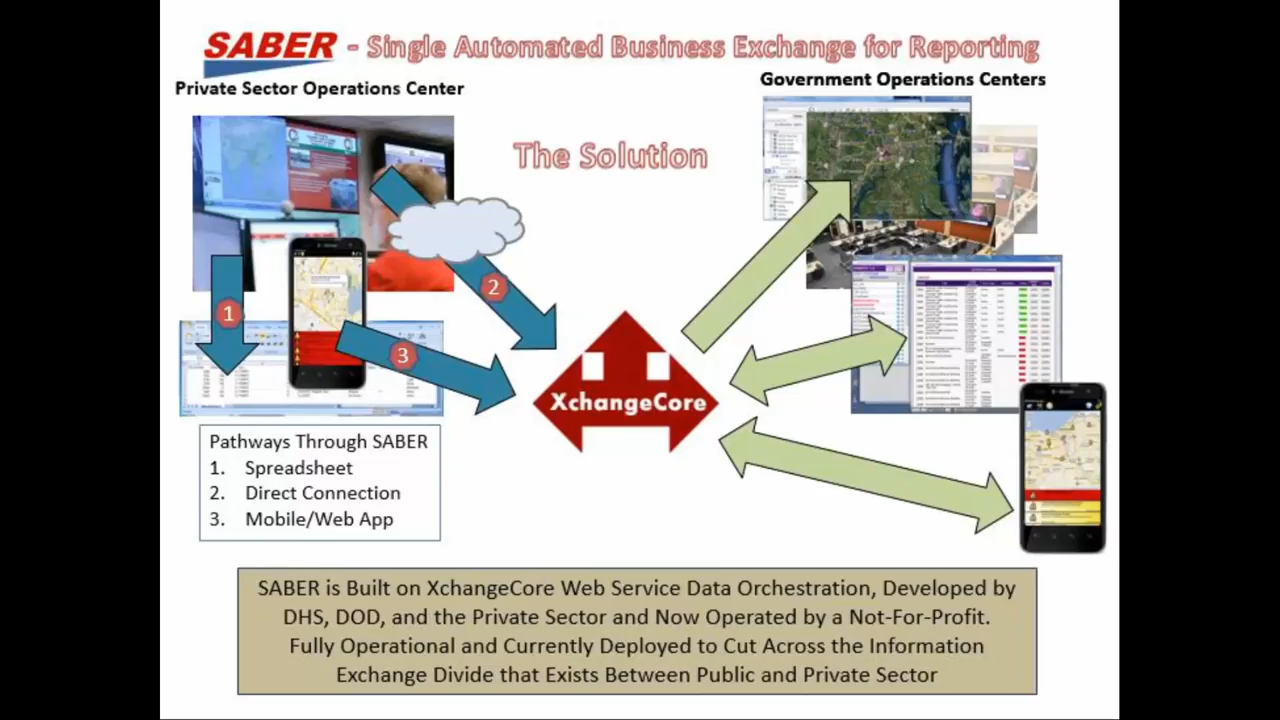 SABER - Single Automated Business Exchange for Reporting
Private Sector Operations Center
Government Operations Centers
The Solution
2
1
3
XchangeCore
Pathways Through SABER
1. Spreadsheet
2. Direct Connection
3. Mobile/Web App
SABER is Built on XchangeCore Web Service Data Orchestration, Developed by
DHS, DOD, and the Private Sector and Now Operated by a Not-For-Profit.
Fully Operational and Currently Deployed to Cut Across the Information
Exchange Divide that Exists Between Public and Private Sector